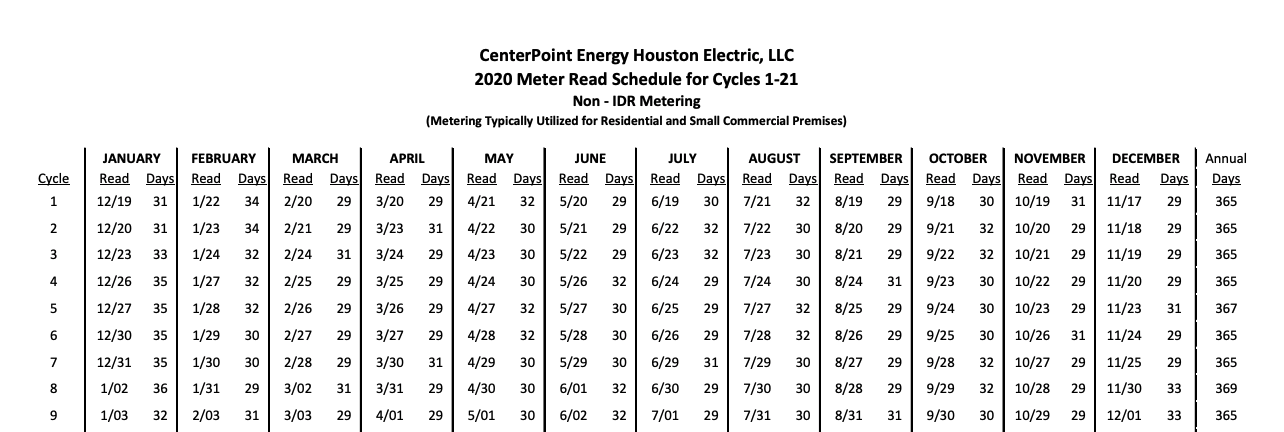 CenterPoint Energy Houston Electric, LLC
2020 Meter Read Schedule for Cycles 1-21
Non - IDR Metering
(Metering Typically Utilized for Residential and Small Commercial Premises)
JANUARY FEBRUARY MARCH APRIL MAY JUNE JULY AUGUST SEPTEMBER OCTOBER NOVEMBER DECEMBER Annual
Cycle Read Days Read Days Read Days Read Days Read Days Read Days Read Days Read Days Read Days Read Days Read Days Read Days Days
1 12/19 31 1/22 34 2/20 29 3/20 29 4/21 32 5/20 29 6/19 30 7/21 32 8/19 29 9/18 30 10/19 31 11/17 29 365
2 12/20 31 1/23 34 2/21 29 3/23 31 4/22 30 5/21 29 6/22 32 7/22 30 8/20 29 9/21 32 10/20 29 11/18 29 365
3 12/23 33 1/24 32 2/24 31 3/24 29 4/23 30 5/22 29 6/23 32 7/23 30 8/21 29 9/22 32 10/21 29 11/19 29 365
4 12/26 35 1/27 32 2/25 29 3/25 29 4/24 30 5/26 32 6/24 29 7/24 30 8/24 31 9/23 30 10/22 29 11/20 29 365
5 12/27 35 1/28 32 2/26 29 3/26 29 4/27 32 5/27 30 6/25 29 7/27 32 8/25 29 9/24 30 10/23 29 11/23 31 367
6 12/30 35 1/29 30 2/27 29 3/27 29 4/28 32 5/28 30 6/26 29 7/28 32 8/26 29 9/25 30 10/26 31 11/24 29 365
7 12/31 35 1/30 30 2/28 29 3/30 31 4/29 30 5/29 30 6/29 31 7/29 30 8/27 29 9/28 32 10/27 29 11/25 29 365
8 1/02 36 1/31 29 3/02 31 3/31 29 4/30 30 6/01 32 6/30 29 7/30 30 8/28 29 9/29 32 10/28 29 11/30 33 369
9 1/03 32 2/03 31 3/03 29 4/01 29 5/01 30 6/02 32 7/01 29 7/31 30 8/31 31 9/30 30 10/29 29 12/01 33 365